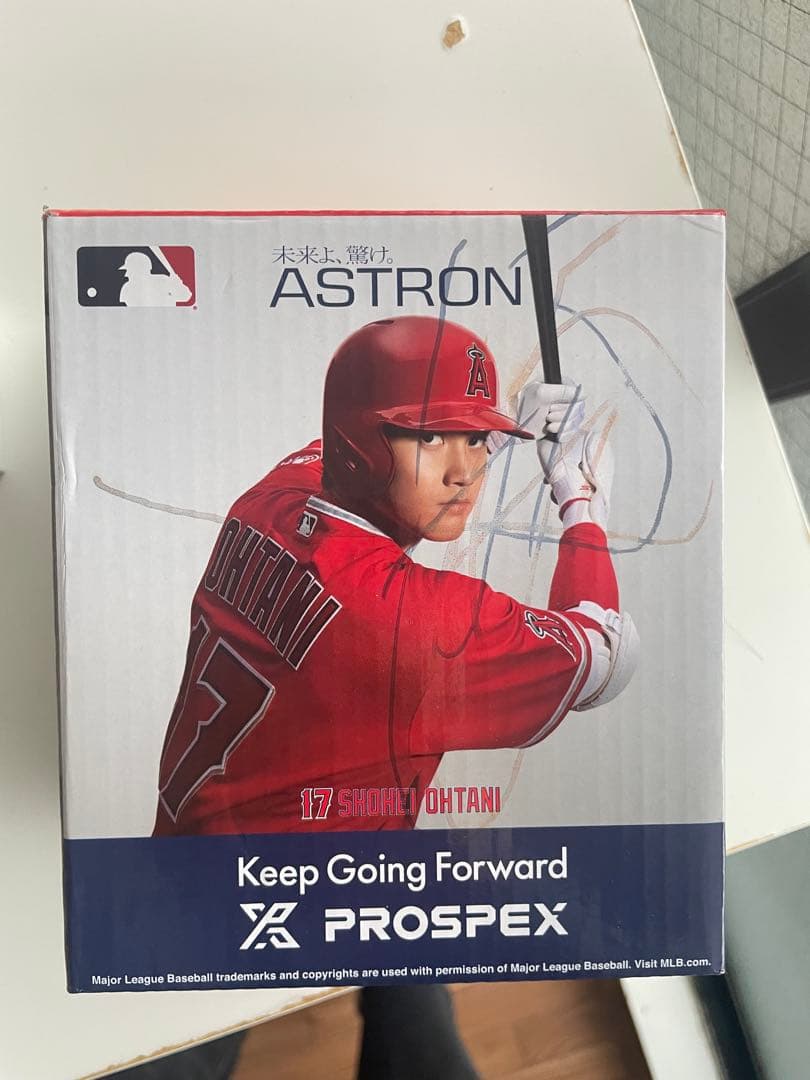 未来よ、驚け。
ASTRON
A
OHTANI
17
A
17 SHOHEI OHTANI
Keep Going Forward
PROSPEX
Major League Baseball trademarks and copyrights are used with permission of Major League Baseball. Visit MLB.com.